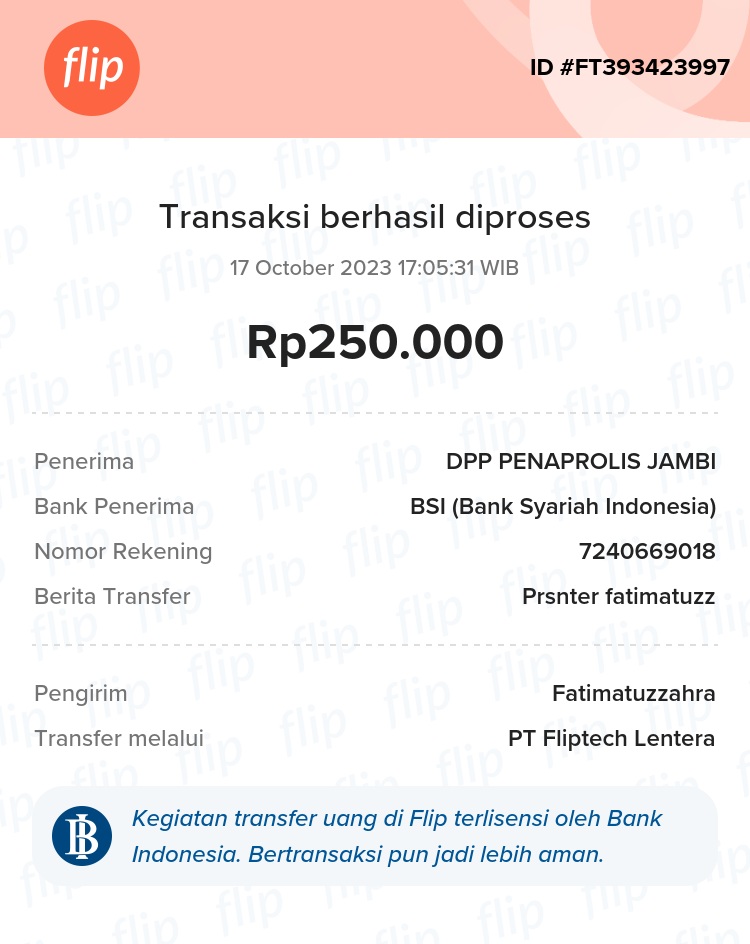 flip
ID #FT393423997
Transaksi berhasil diproses
17 October 2023 17:05:31 WIB
Rp250.000
Penerima DPP PENAPROLIS JAMBI
Bank Penerima BSI (Bank Syariah Indonesia)
Nomor Rekening 7240669018
Berita Transfer Prsnter fatimatuzz
Pengirim Fatimatuzzahra
Transfer melalui PT Fliptech Lentera
Kegiatan transfer uang di Flip terlisensi oleh Bank
Indonesia. Bertransaksi pun jadi lebih aman.